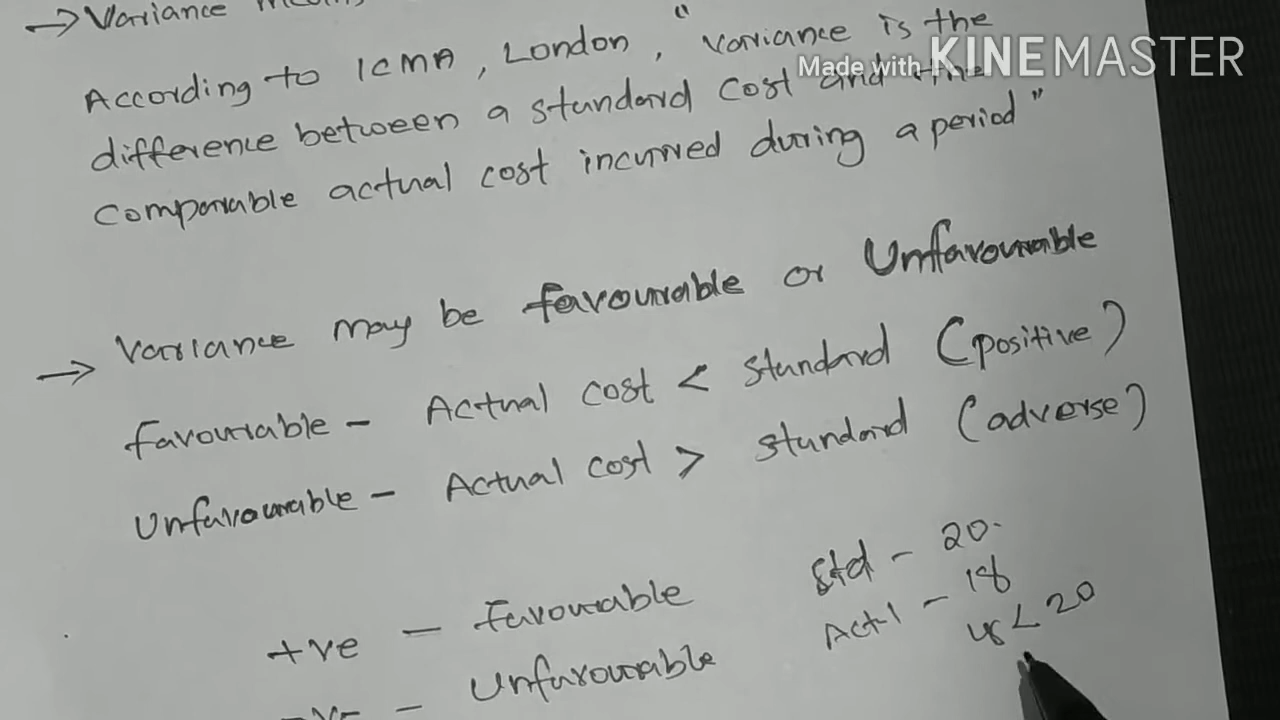 → Variance
According to ICMA, London, "Variance is the
Made with KINEMASTER
difference between a standard cost and the
comparable actual cost incurred during a period"
→ Variance may be favourable or Unfavourable
favourable - Actual cost < standard (positive)
Unfavourable - Actual cost > standard (adverse)
+ve - favourable
-ve - Unfavourable
Std - 20.
Act1 - 18
18 < 20